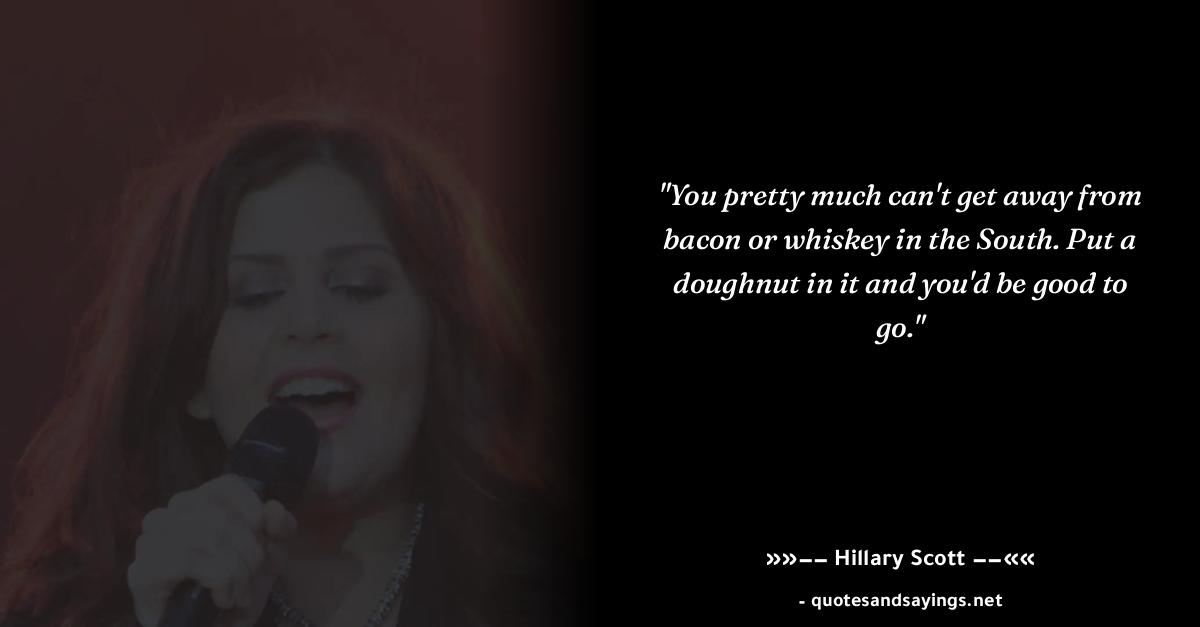 "You pretty much can't get away from
bacon or whiskey in the South. Put a
doughnut in it and you'd be good to
go."
»»−− Hillary Scott −−««
- quotesandsayings.net